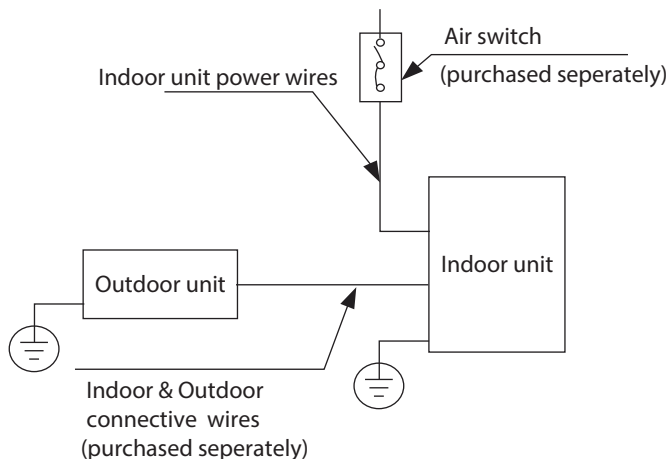 Air switch
(purchased seperately)
Indoor unit power wires
Indoor unit
Outdoor unit
Indoor & Outdoor
connective wires
(purchased seperately)